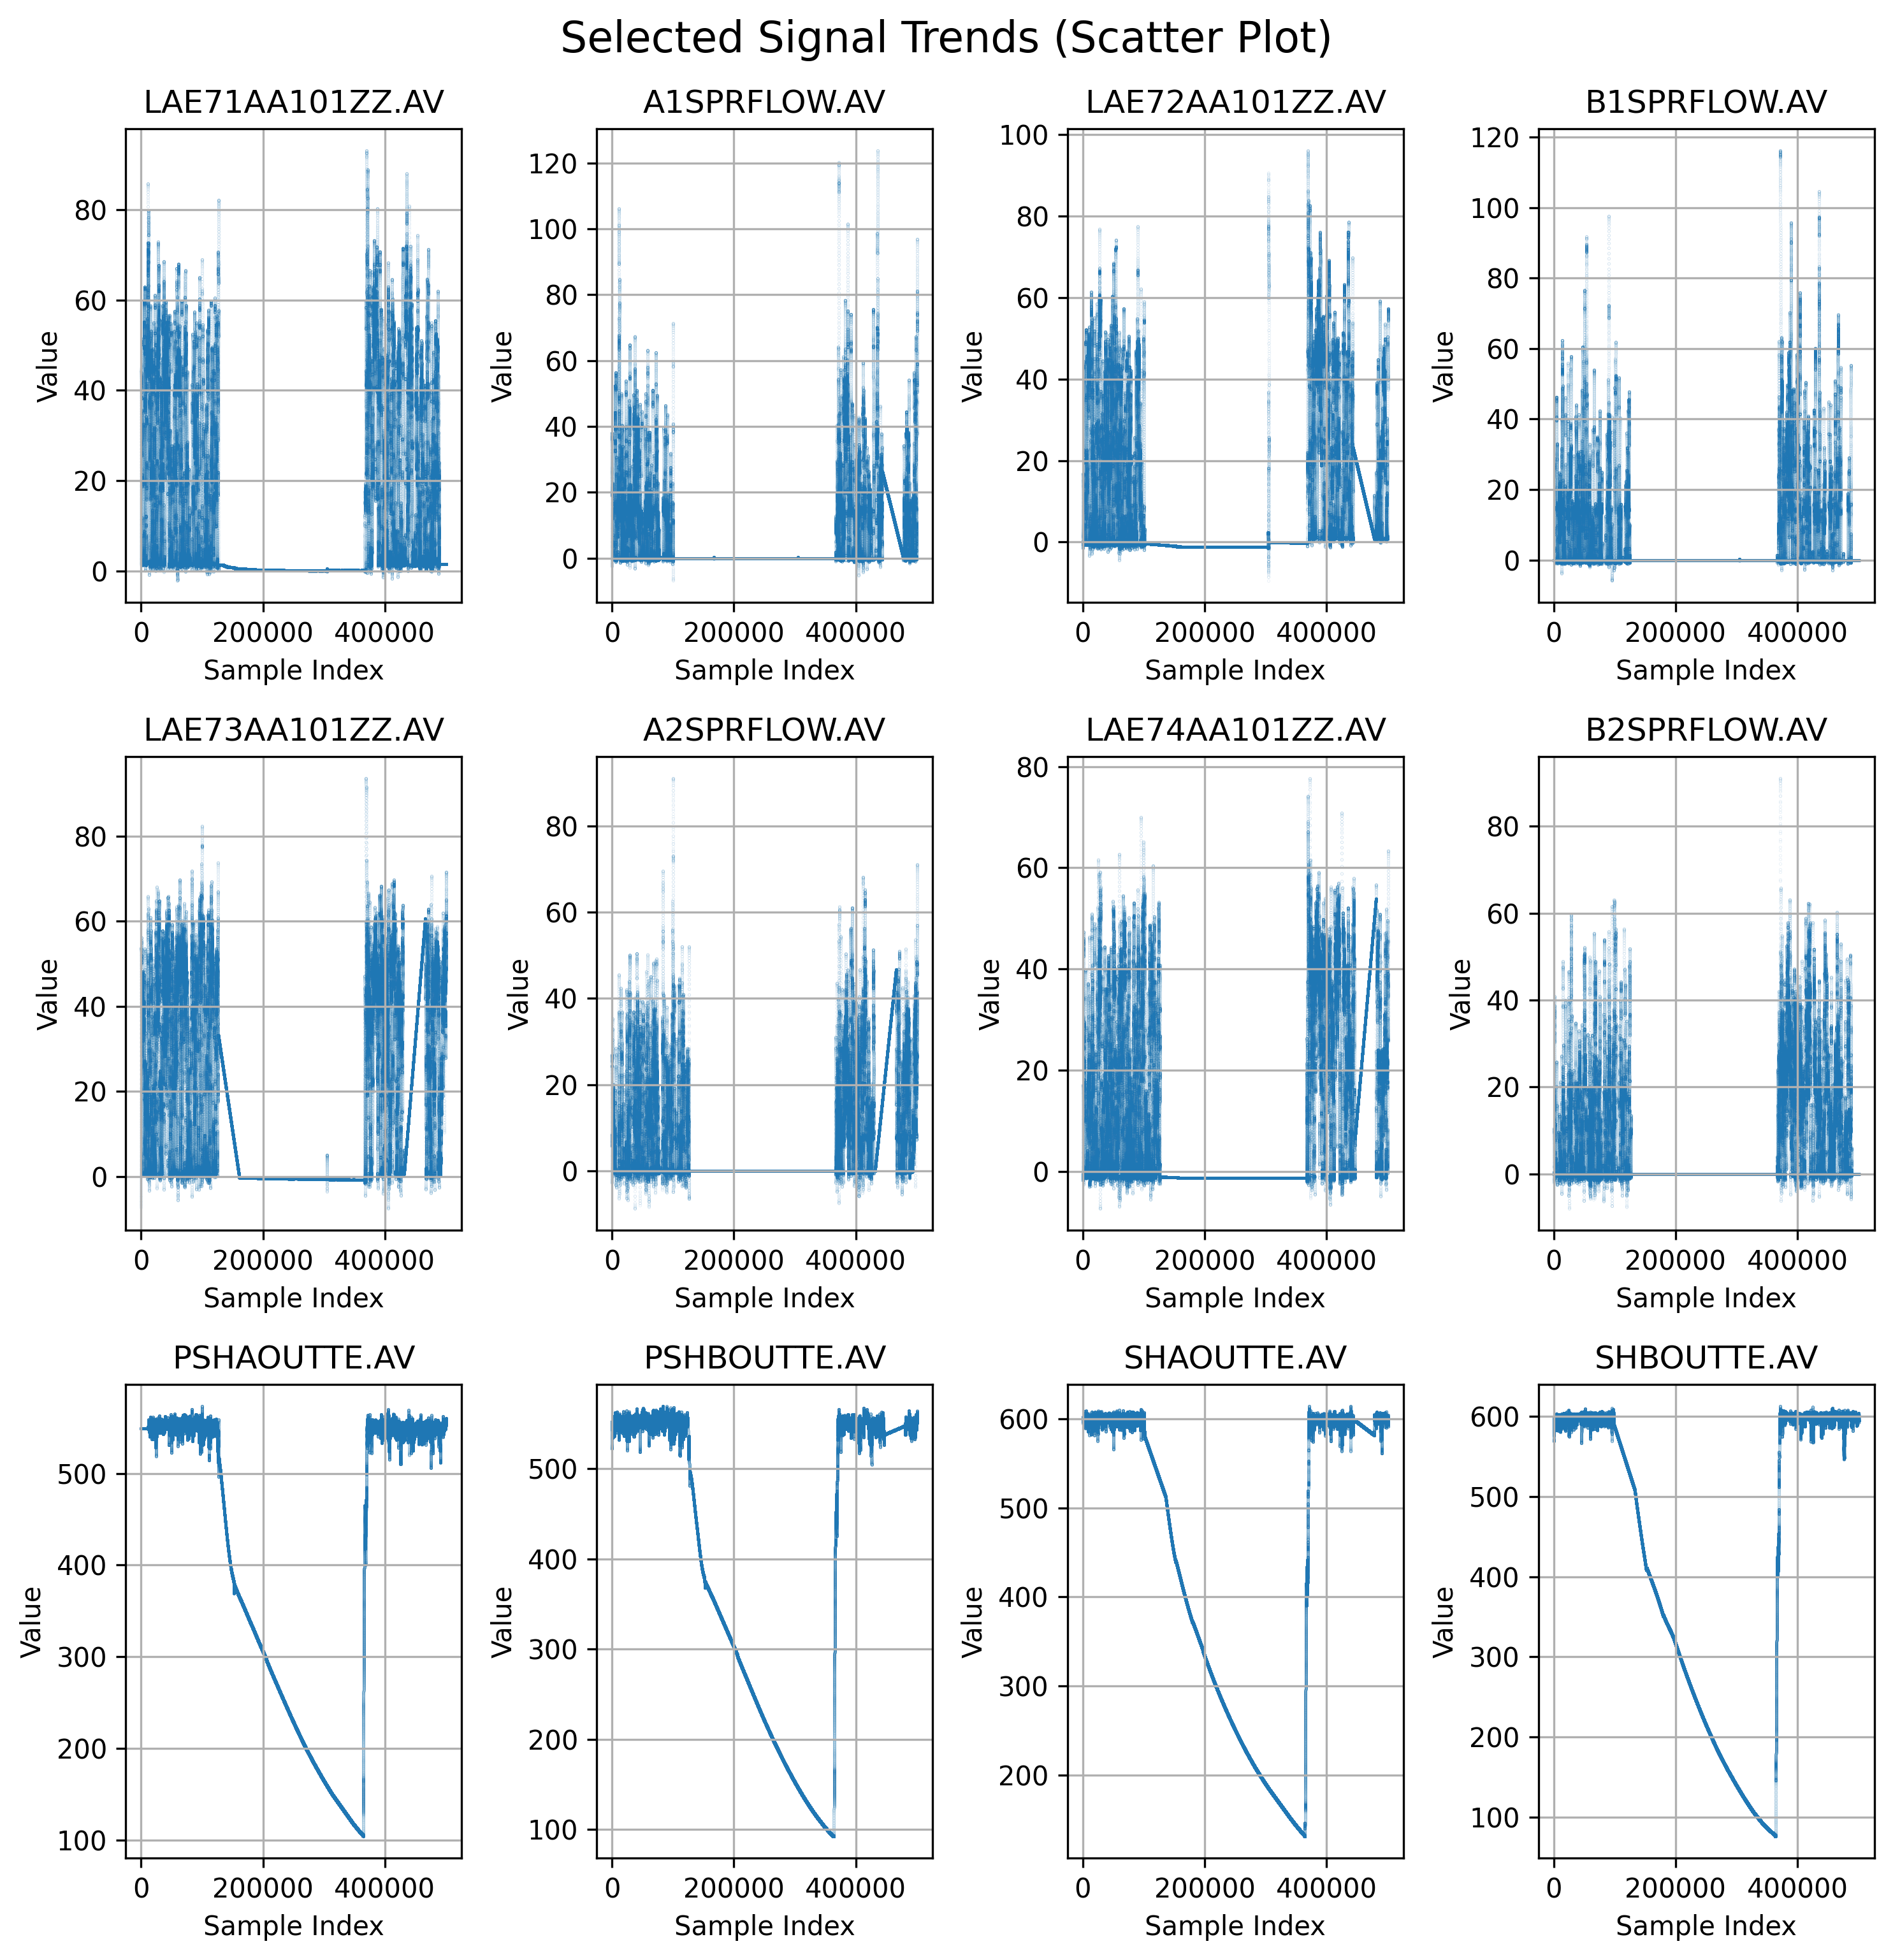 Selected Signal Trends (Scatter Plot)
LAE71AA101ZZ.AV
80
60
40
20
0
Value
0 200000 400000
Sample Index
A1SPRFLOW.AV
120
100
80
60
40
20
0
Value
0 200000 400000
Sample Index
LAE72AA101ZZ.AV
100
80
60
40
20
0
Value
0 200000 400000
Sample Index
B1SPRFLOW.AV
120
100
80
60
40
20
0
Value
0 200000 400000
Sample Index
LAE73AA101ZZ.AV
80
60
40
20
0
Value
0 200000 400000
Sample Index
A2SPRFLOW.AV
80
60
40
20
0
Value
0 200000 400000
Sample Index
LAE74AA101ZZ.AV
80
60
40
20
0
Value
0 200000 400000
Sample Index
B2SPRFLOW.AV
80
60
40
20
0
Value
0 200000 400000
Sample Index
PSHAOUTTE.AV
500
400
300
200
100
Value
0 200000 400000
Sample Index
PSHBOUTTE.AV
500
400
300
200
100
Value
0 200000 400000
Sample Index
SHAOUTTE.AV
600
500
400
300
200
Value
0 200000 400000
Sample Index
SHBOUTTE.AV
600
500
400
300
200
100
Value
0 200000 400000
Sample Index